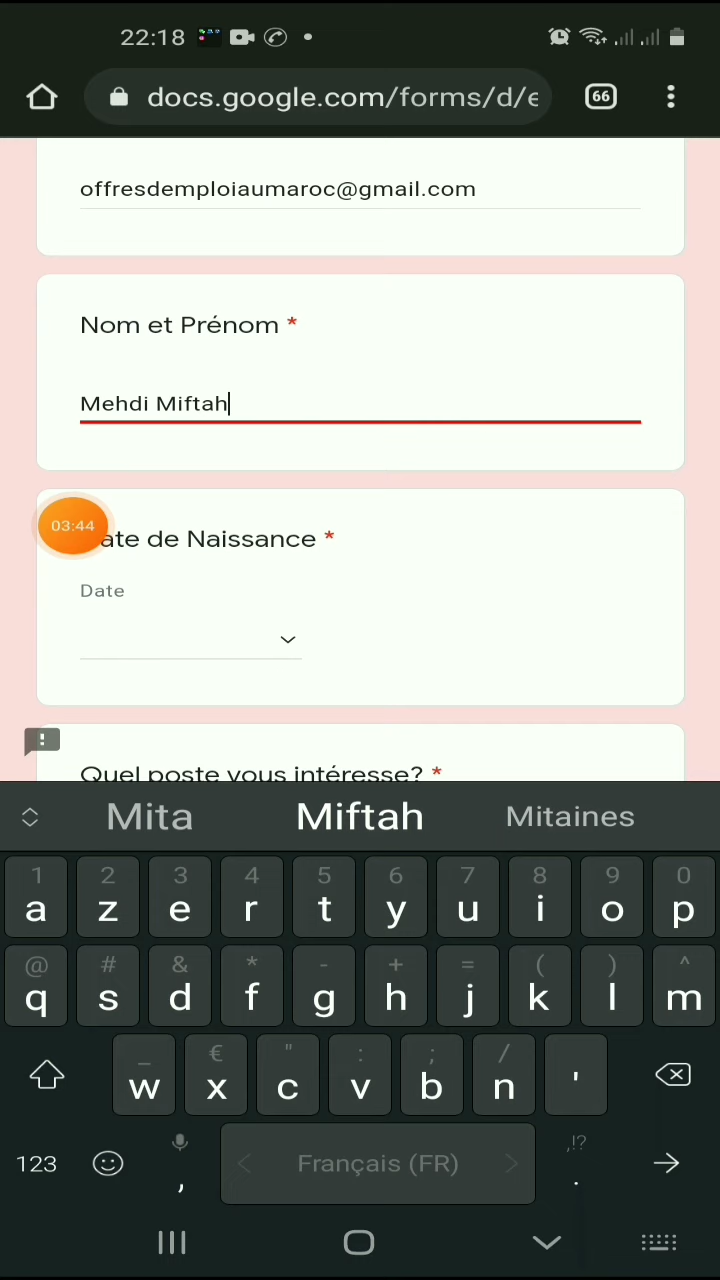 22:18
docs.google.com/forms/d/e
66
offresdemploiaumaroc@gmail.com
Nom et Prénom *
Mehdi Miftah
03:44
ate de Naissance *
Date
Quel poste vous intéresse? *
Mita Miftah Mitaines
1 2 3 4 5 6 7 8 9 0
a z e r t y u i o p
@ # & * - + = ( ) ^
q s d f g h j k l m
_ € " : ; /
w x c v b n '
,!?
123 , Français (FR) .